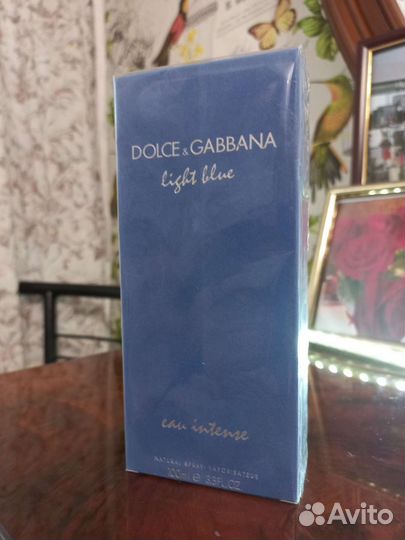 DOLCE & GABBANA
light blue
eau intense
NATURAL SPRAY VAPORISATEUR
100ml ℮ 3.3FL.OZ
Avito